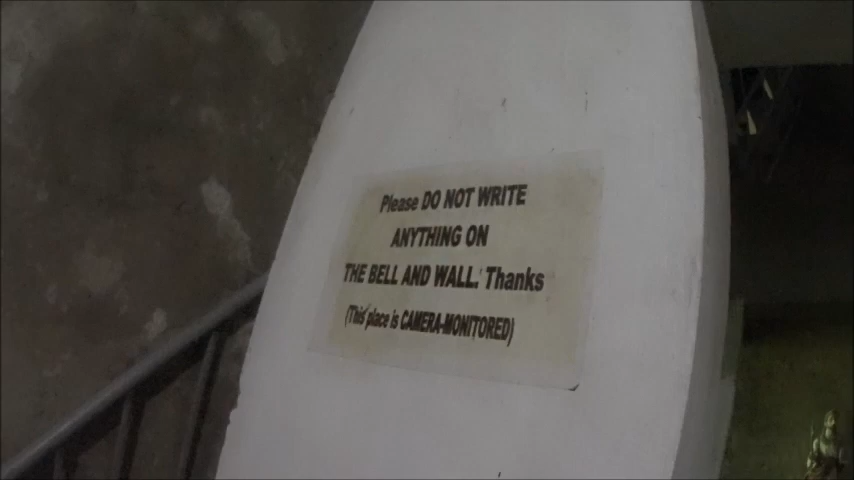 Please DO NOT WRITE
ANYTHING ON
THE BELL AND WALL. Thanks
(This place is CAMERA-MONITORED)